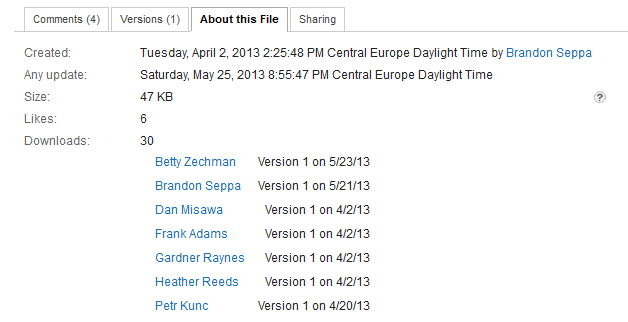 Comments (4) Versions (1) About this File Sharing
Created: Tuesday, April 2, 2013 2:25:48 PM Central Europe Daylight Time by Brandon Seppa
Any update: Saturday, May 25, 2013 8:55:47 PM Central Europe Daylight Time
Size: 47 KB ?
Likes: 6
Downloads: 30
Betty Zechman Version 1 on 5/23/13
Brandon Seppa Version 1 on 5/21/13
Dan Misawa Version 1 on 4/2/13
Frank Adams Version 1 on 4/2/13
Gardner Raynes Version 1 on 4/2/13
Heather Reeds Version 1 on 4/2/13
Petr Kunc Version 1 on 4/20/13